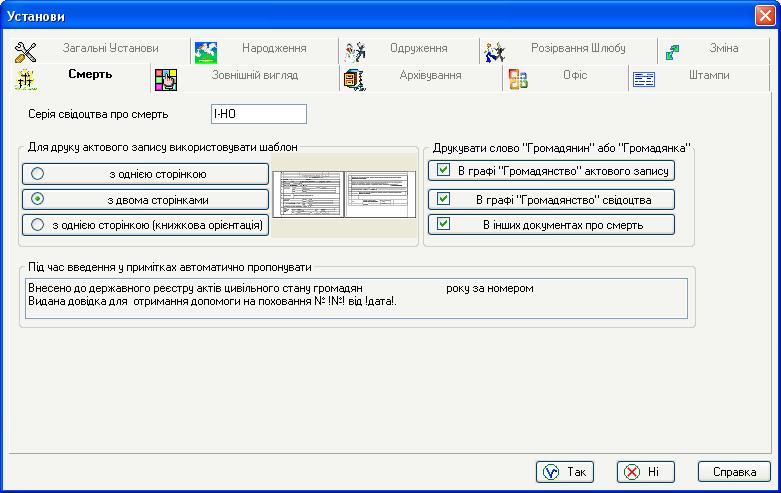 Установи
Загальні Установи
Народження
Одруження
Розірвання Шлюбу
Зміна
Смерть
Зовнішній вигляд
Архівування
Офіс
Штампи
Серія свідоцтва про смерть
І-НО
Для друку актового запису використовувати шаблон
з однією сторінкою
з двома сторінками
з однією сторінкою (книжкова орієнтація)
Друкувати слово "Громадянин" або "Громадянка"
В графі "Громадянство" актового запису
В графі "Громадянство" свідоцтва
В інших документах про смерть
Під час введення у примітках автоматично пропонувати
Внесено до державного реєстру актів цивільного стану громадян року за номером
Видана довідка для отримання допомоги на поховання № !№! від !дата!.
Так
Ні
Справка